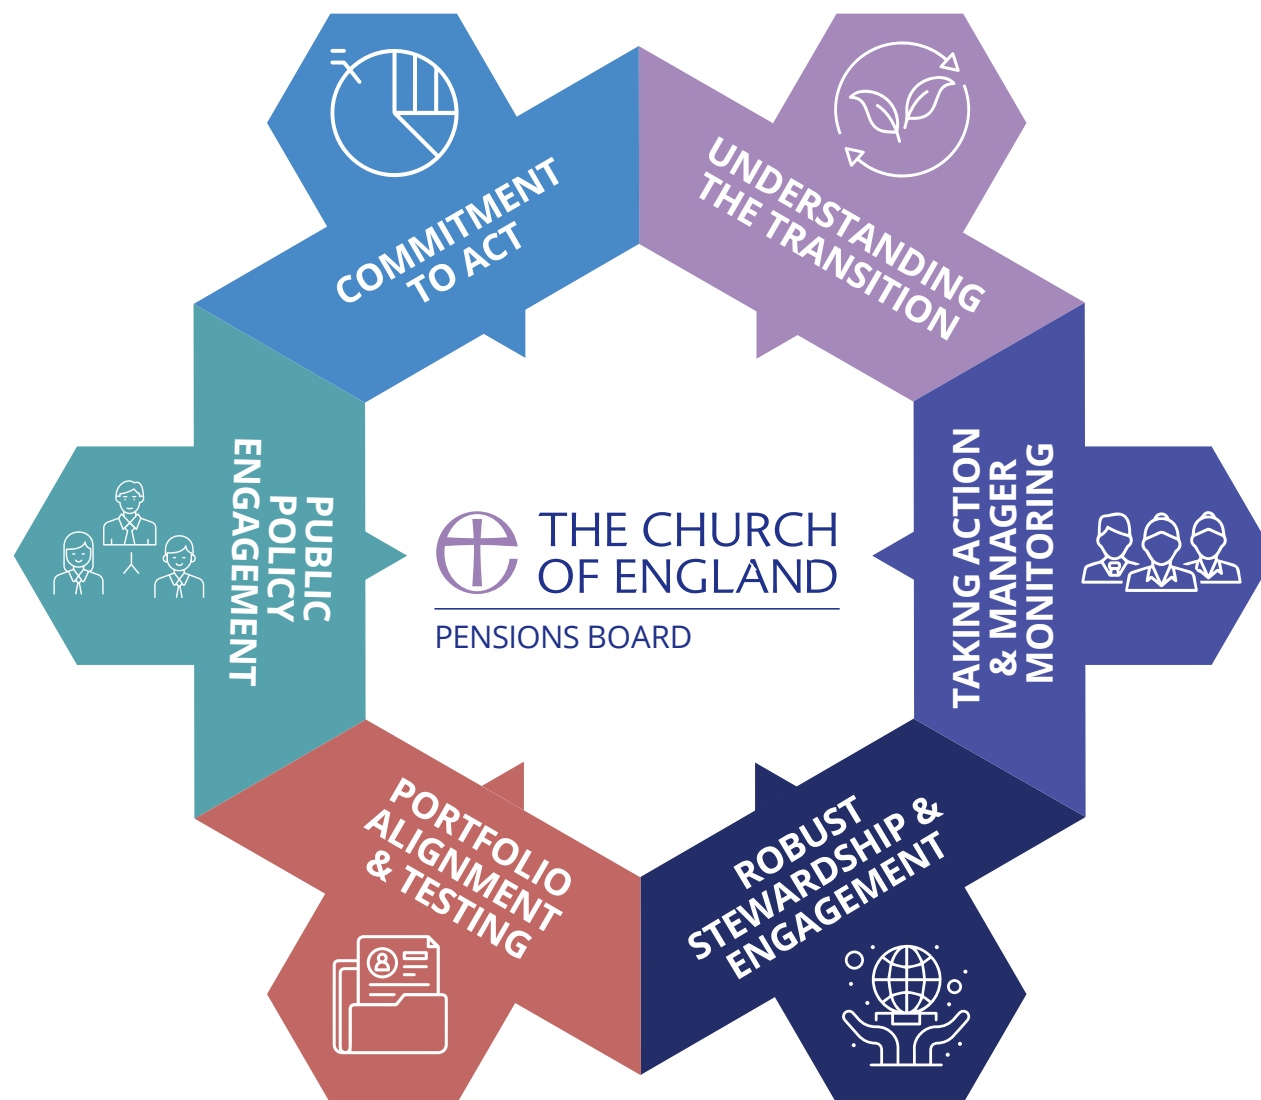 COMMITMENT
TO ACT
UNDERSTANDING
THE TRANSITION
TAKING ACTION
& MANAGER
MONITORING
ROBUST
STEWARDSHIP &
ENGAGEMENT
PORTFOLIO
ALIGNMENT
& TESTING
PUBLIC
POLICY
ENGAGEMENT
THE CHURCH
OF ENGLAND
PENSIONS BOARD